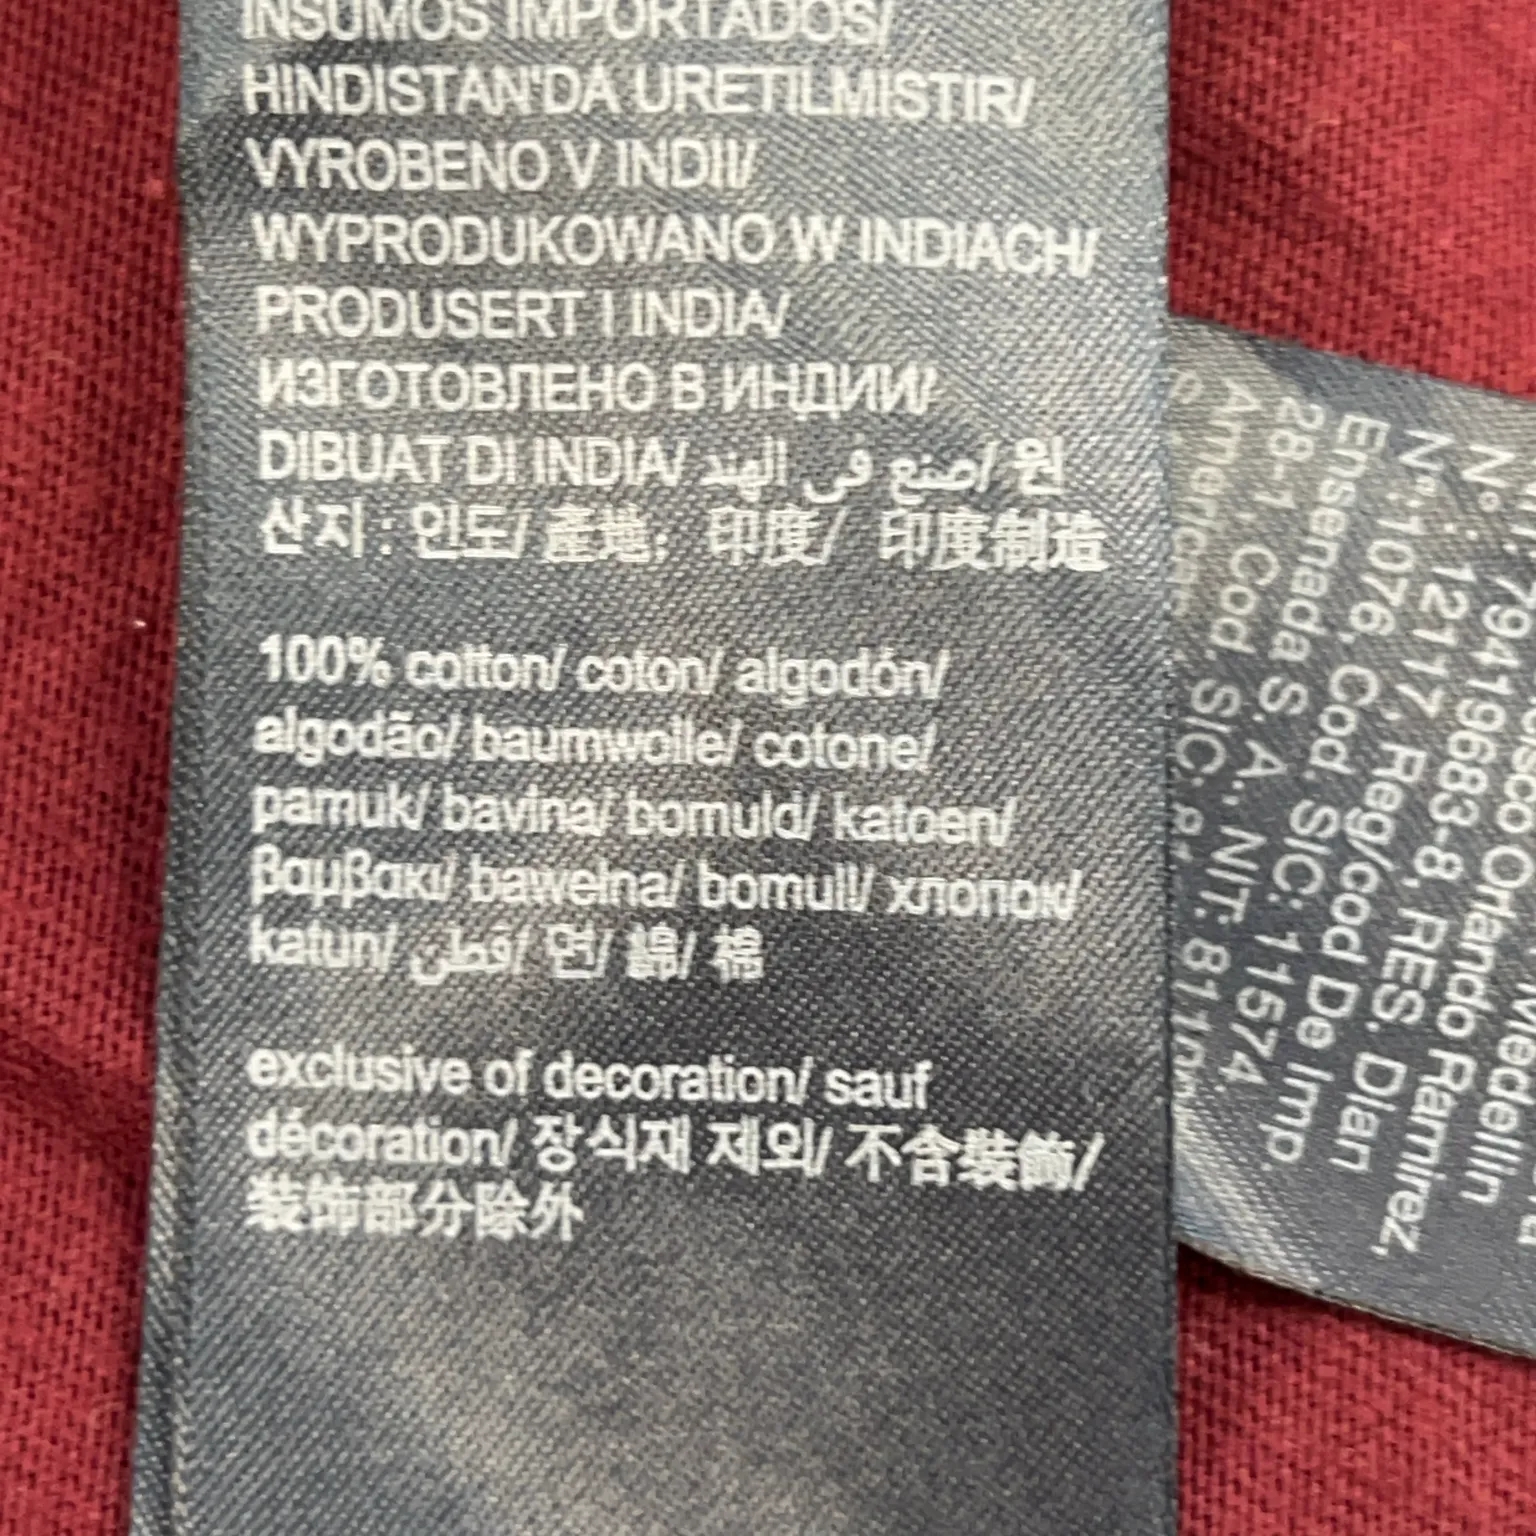 INSUMOS IMPORTADOS/
HINDISTAN'DA URETILMISTIR/
VYROBENO V INDII/
WYPRODUKOWANO W INDIACH/
PRODUSERT I INDIA/
ИЗГОТОВЛЕНО В ИНДИИ/
DIBUAT DI INDIA/ صنع في الهند/ 원
산지 : 인도/ 產地: 印度/ 印度制造
100% cotton/ coton/ algodón/
algodão/ baumwolle/ cotone/
pamuk/ bavlna/ bomuld/ katoen/
βαμβακι/ bawelna/ bomull/ хлопок/
katun/ قطن/ 면/ 綿/ 棉
exclusive of decoration/ sauf
décoration/ 장식재 제외/ 不含裝飾/
装饰部分除外
Medellin
79419683-8, RES. Dian
N°.: 12117, Reg/cod De Imp.
N°.:1076, Cod. SIC: 11574.
Ensenada S. A., NIT:
28-1, Cod. SIC:
Orlando Ramirez,